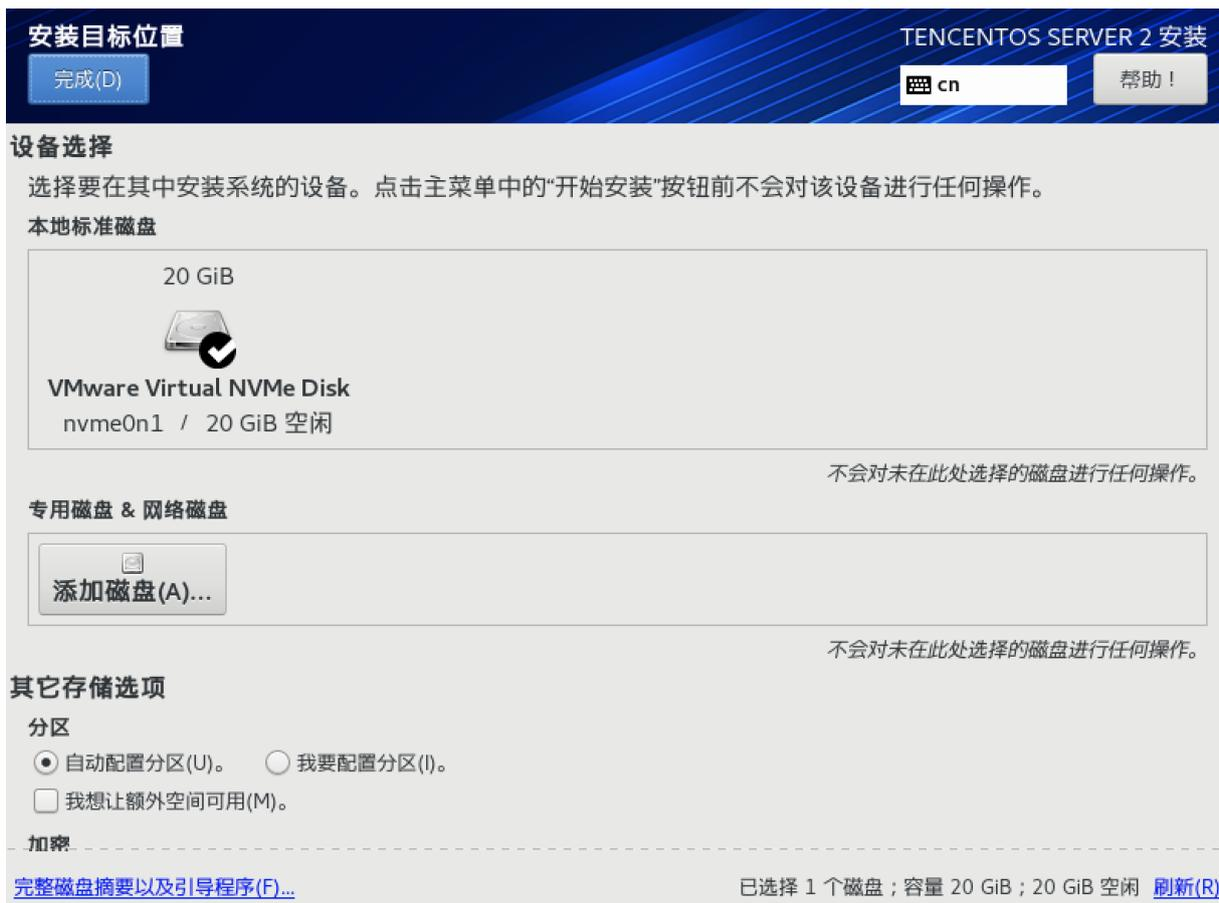 安装目标位置
TENCENTOS SERVER 2 安装
完成(D)
cn
帮助！
设备选择
选择要在其中安装系统的设备。点击主菜单中的“开始安装”按钮前不会对该设备进行任何操作。
本地标准磁盘
20 GiB
VMware Virtual NVMe Disk
nvme0n1 / 20 GiB 空闲
不会对未在此处选择的磁盘进行任何操作。
专用磁盘 & 网络磁盘
添加磁盘(A)...
不会对未在此处选择的磁盘进行任何操作。
其它存储选项
分区
自动配置分区(U)。 我要配置分区(I)。
我想让额外空间可用(M)。
加密
完整磁盘摘要以及引导程序(F)... 已选择 1 个磁盘；容量 20 GiB；20 GiB 空闲 刷新(R)